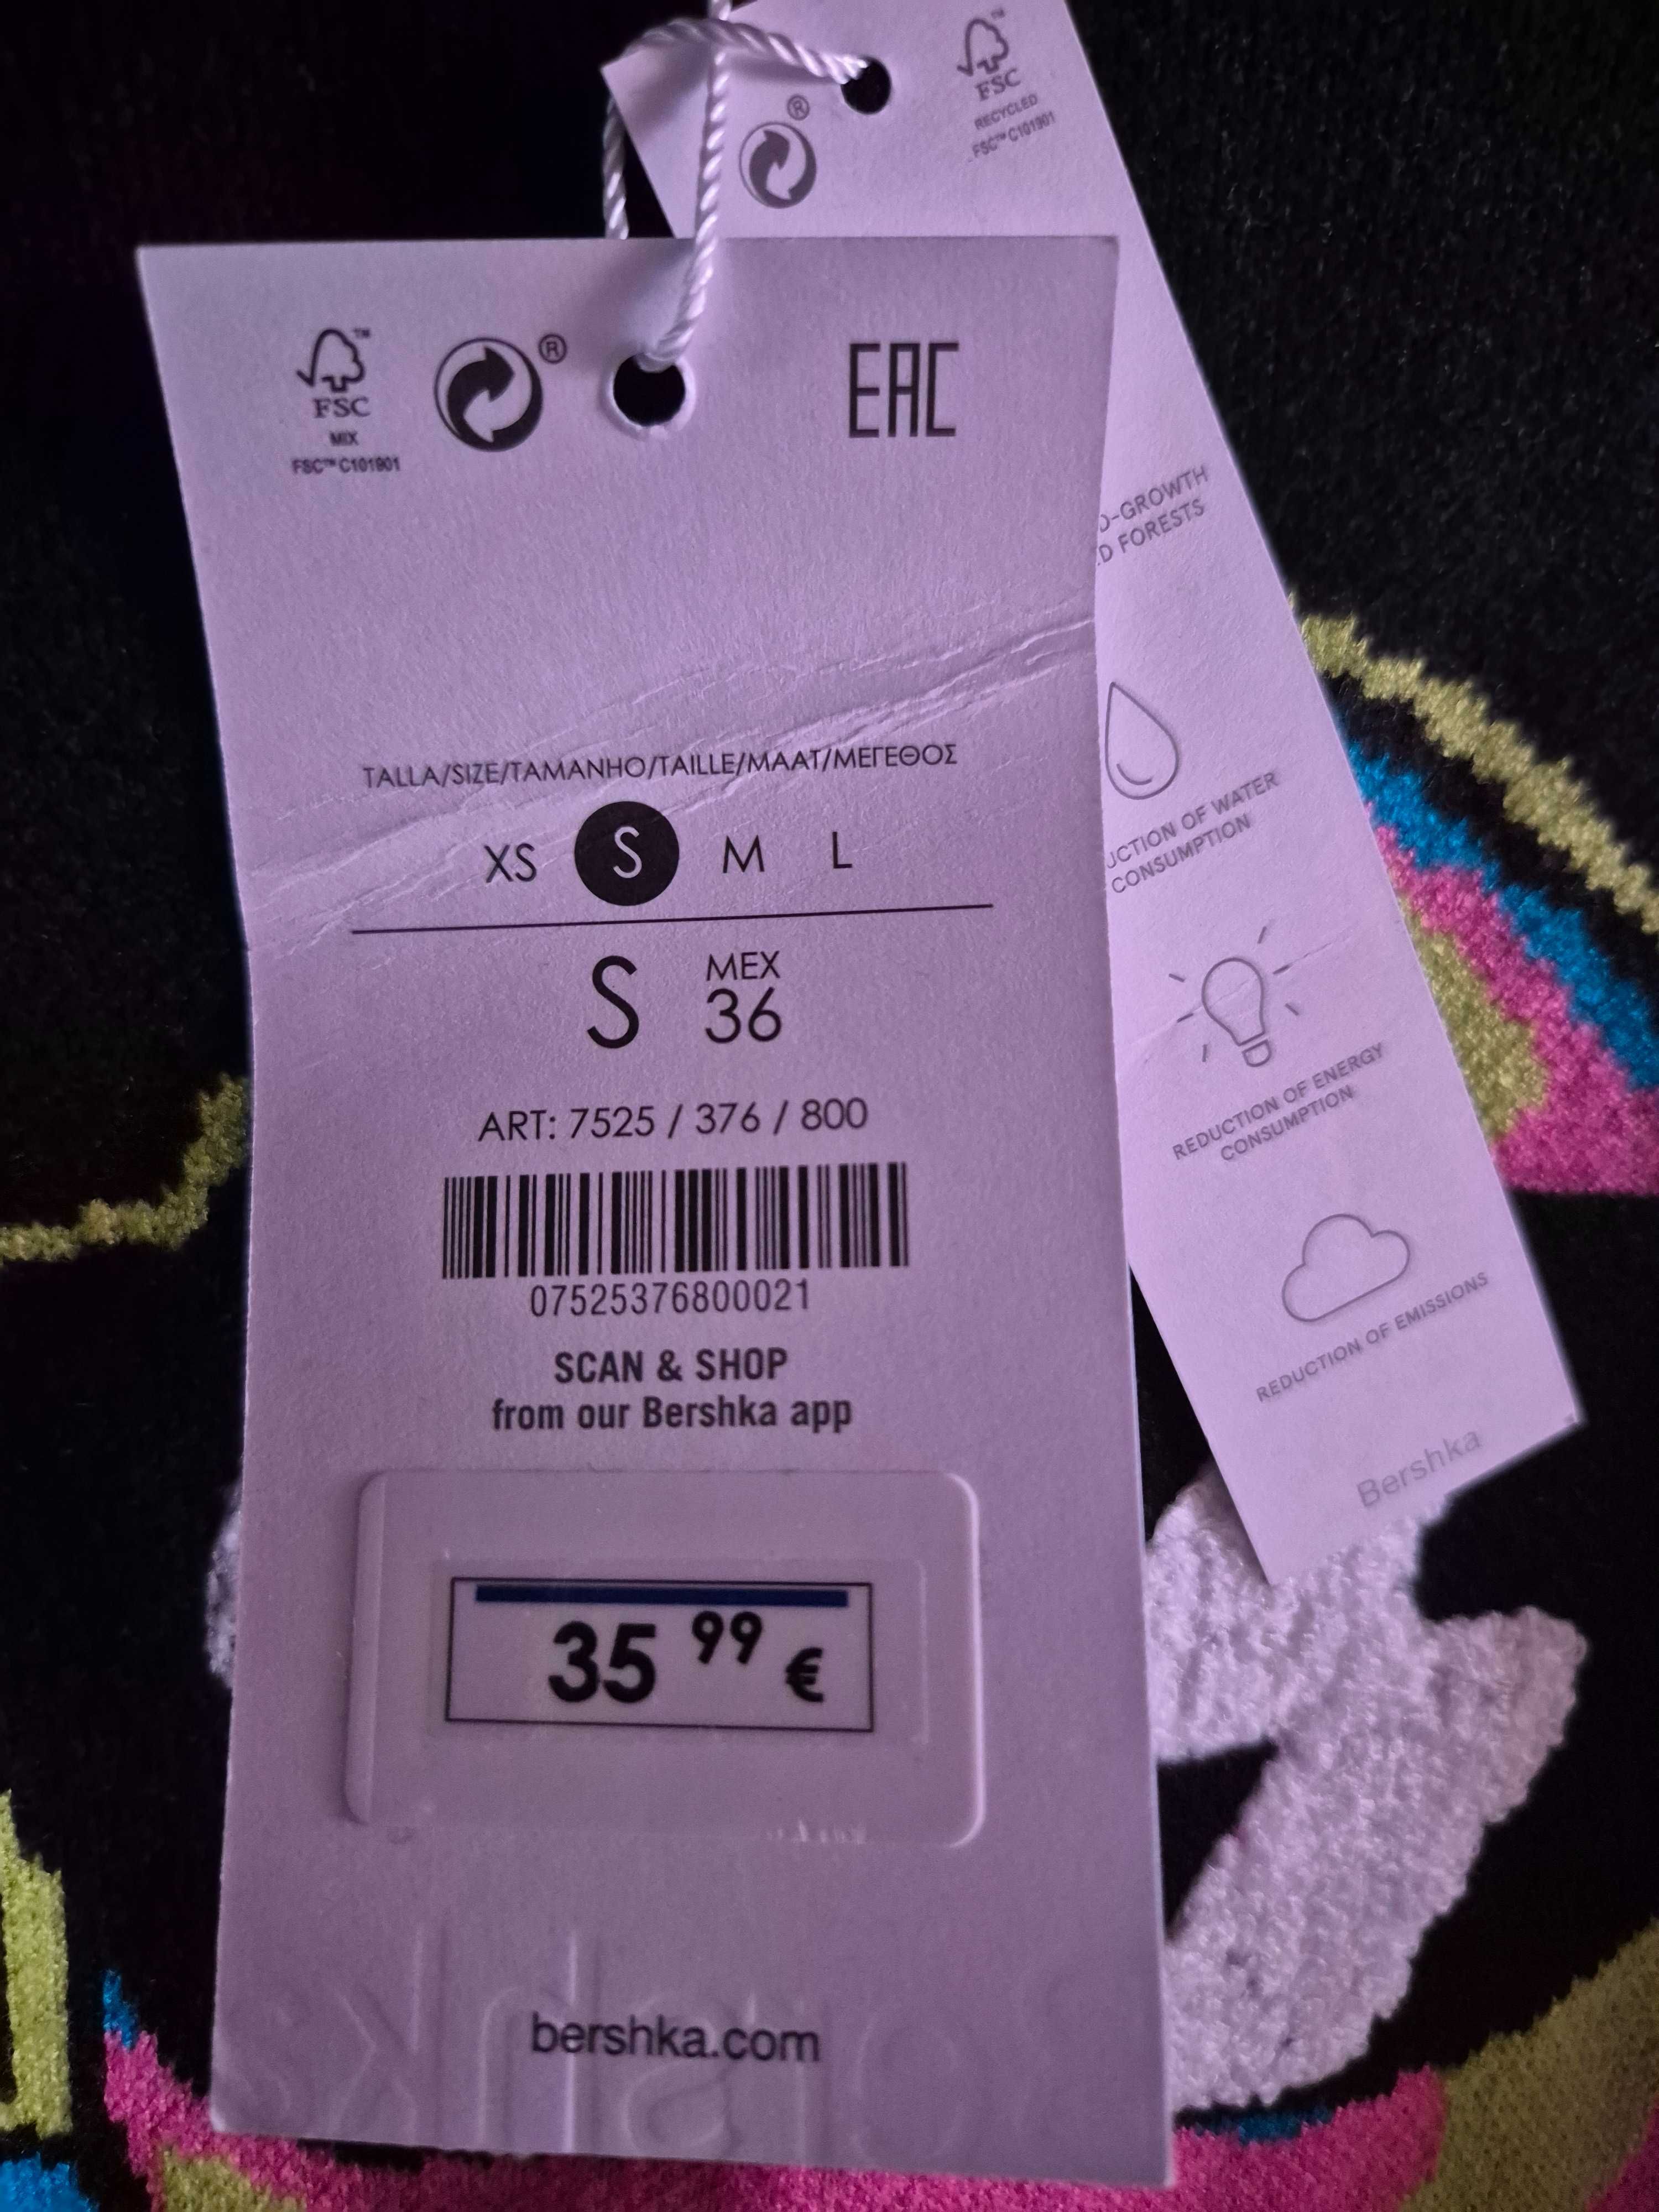 FSC
RECYCLED
FSC™ C101901
®
FSC™
MIX
FSC™ C101901
®
EAC
TALLA/SIZE/TAMANHO/TAILLE/MAAT/ΜΕΓΕΘΟΣ
XS S M L
S MEX
36
ART: 7525 / 376 / 800
07525376800021
SCAN & SHOP
from our Bershka app
35 99 €
bershka.com
D-GROWTH
D FORESTS
UCTION OF WATER
CONSUMPTION
REDUCTION OF ENERGY
CONSUMPTION
REDUCTION OF EMISSIONS
Bershka